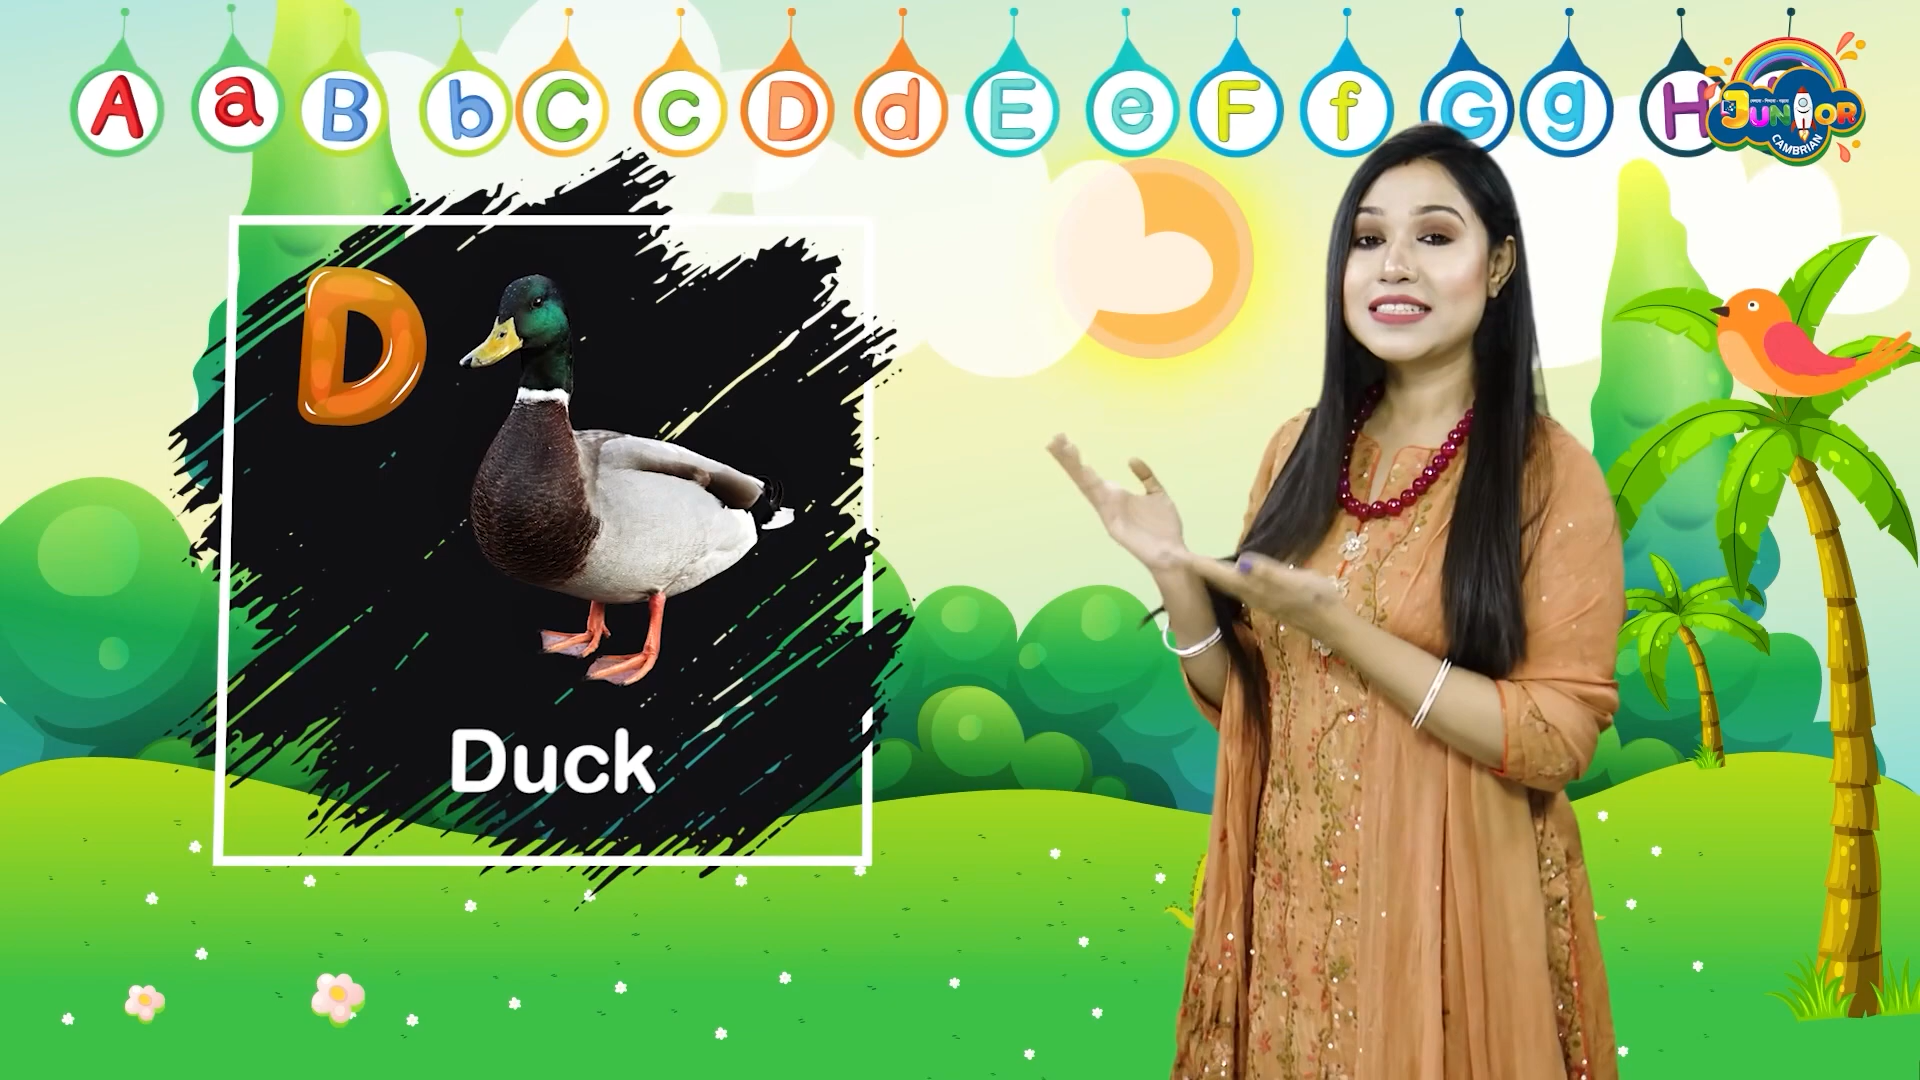 A a B b C c D d E e F f G g H
JUNIOR
CAMBRIAN
D
Duck